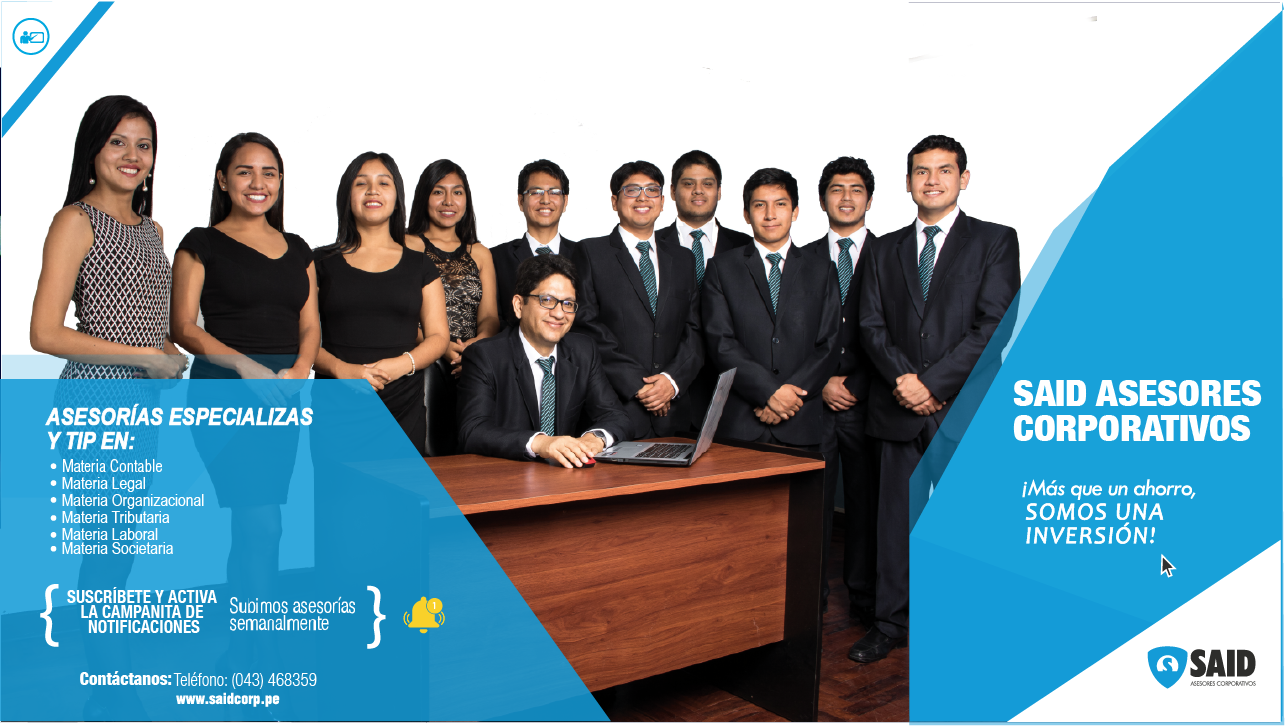 ASESORÍAS ESPECIALIZAS
Y TIP EN:
• Materia Contable
• Materia Legal
• Materia Organizacional
• Materia Tributaria
• Materia Laboral
• Materia Societaria
SUSCRÍBETE Y ACTIVA
LA CAMPANITA DE
NOTIFICACIONES
Subimos asesorías
semanalmente
1
Contáctanos: Teléfono: (043) 468359
www.saidcorp.pe
SAID ASESORES
CORPORATIVOS
¡Más que un ahorro,
SOMOS UNA
INVERSIÓN!
SAID
ASESORES CORPORATIVOS